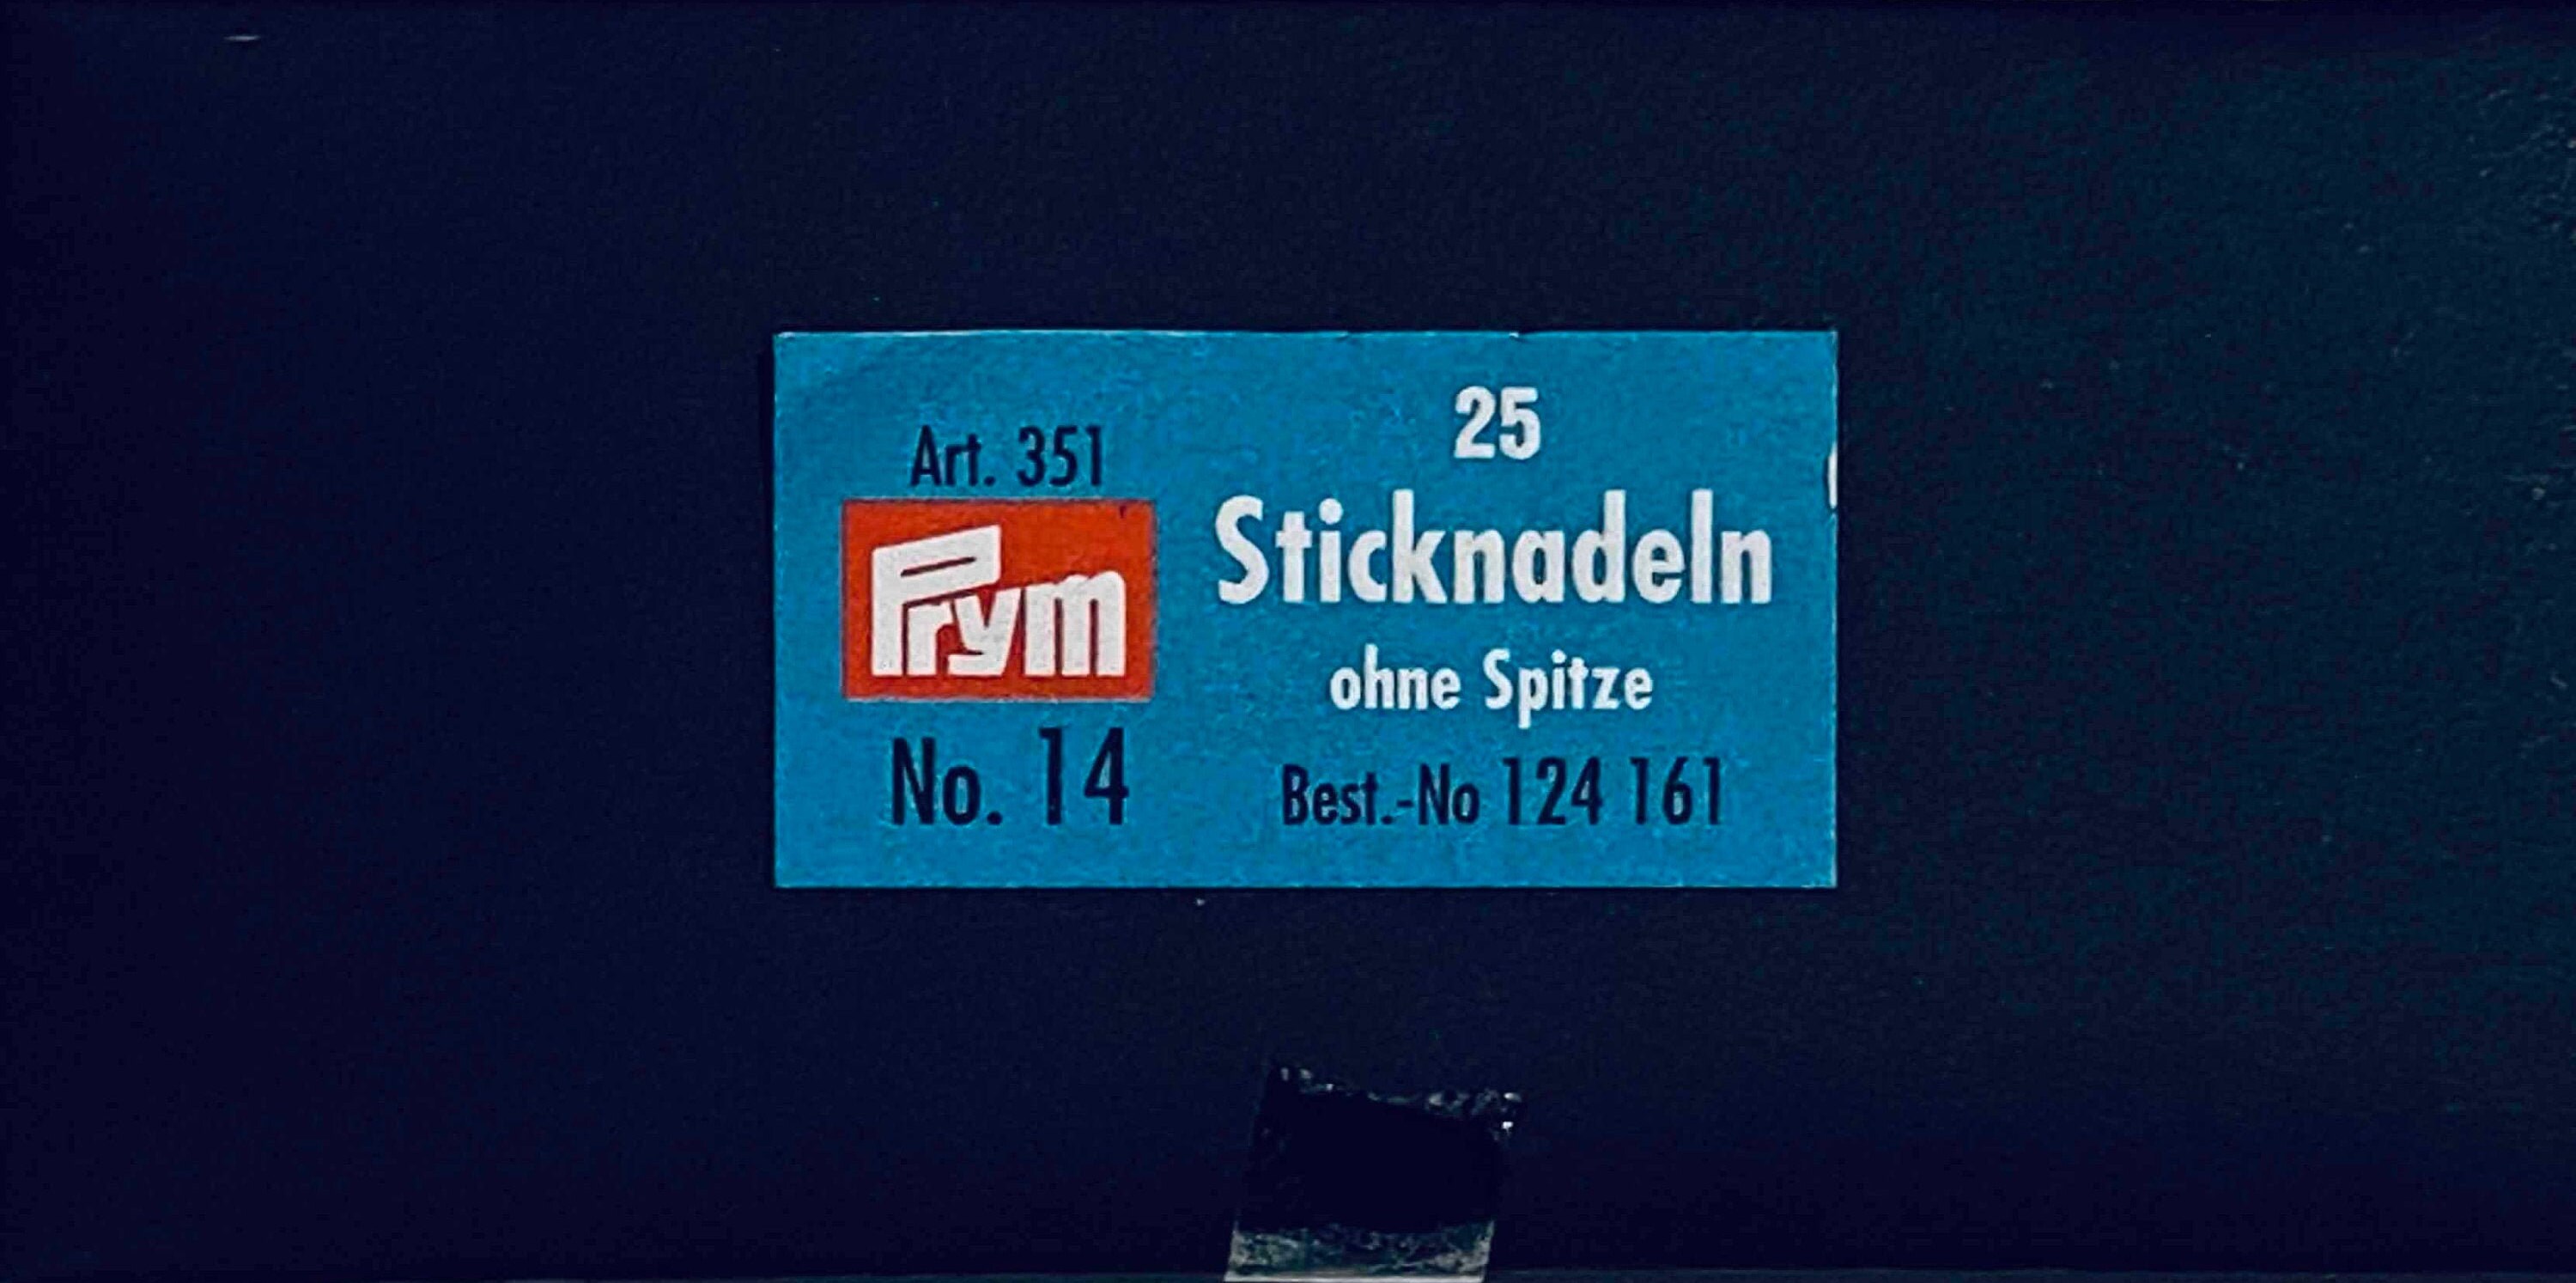 Art. 351
Prym
No. 14
25
Sticknadeln
ohne Spitze
Best.-No 124 161